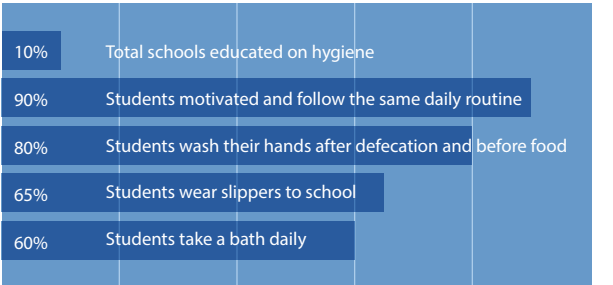 10% Total schools educated on hygiene
90% Students motivated and follow the same daily routine
80% Students wash their hands after defecation and before food
65% Students wear slippers to school
60% Students take a bath daily